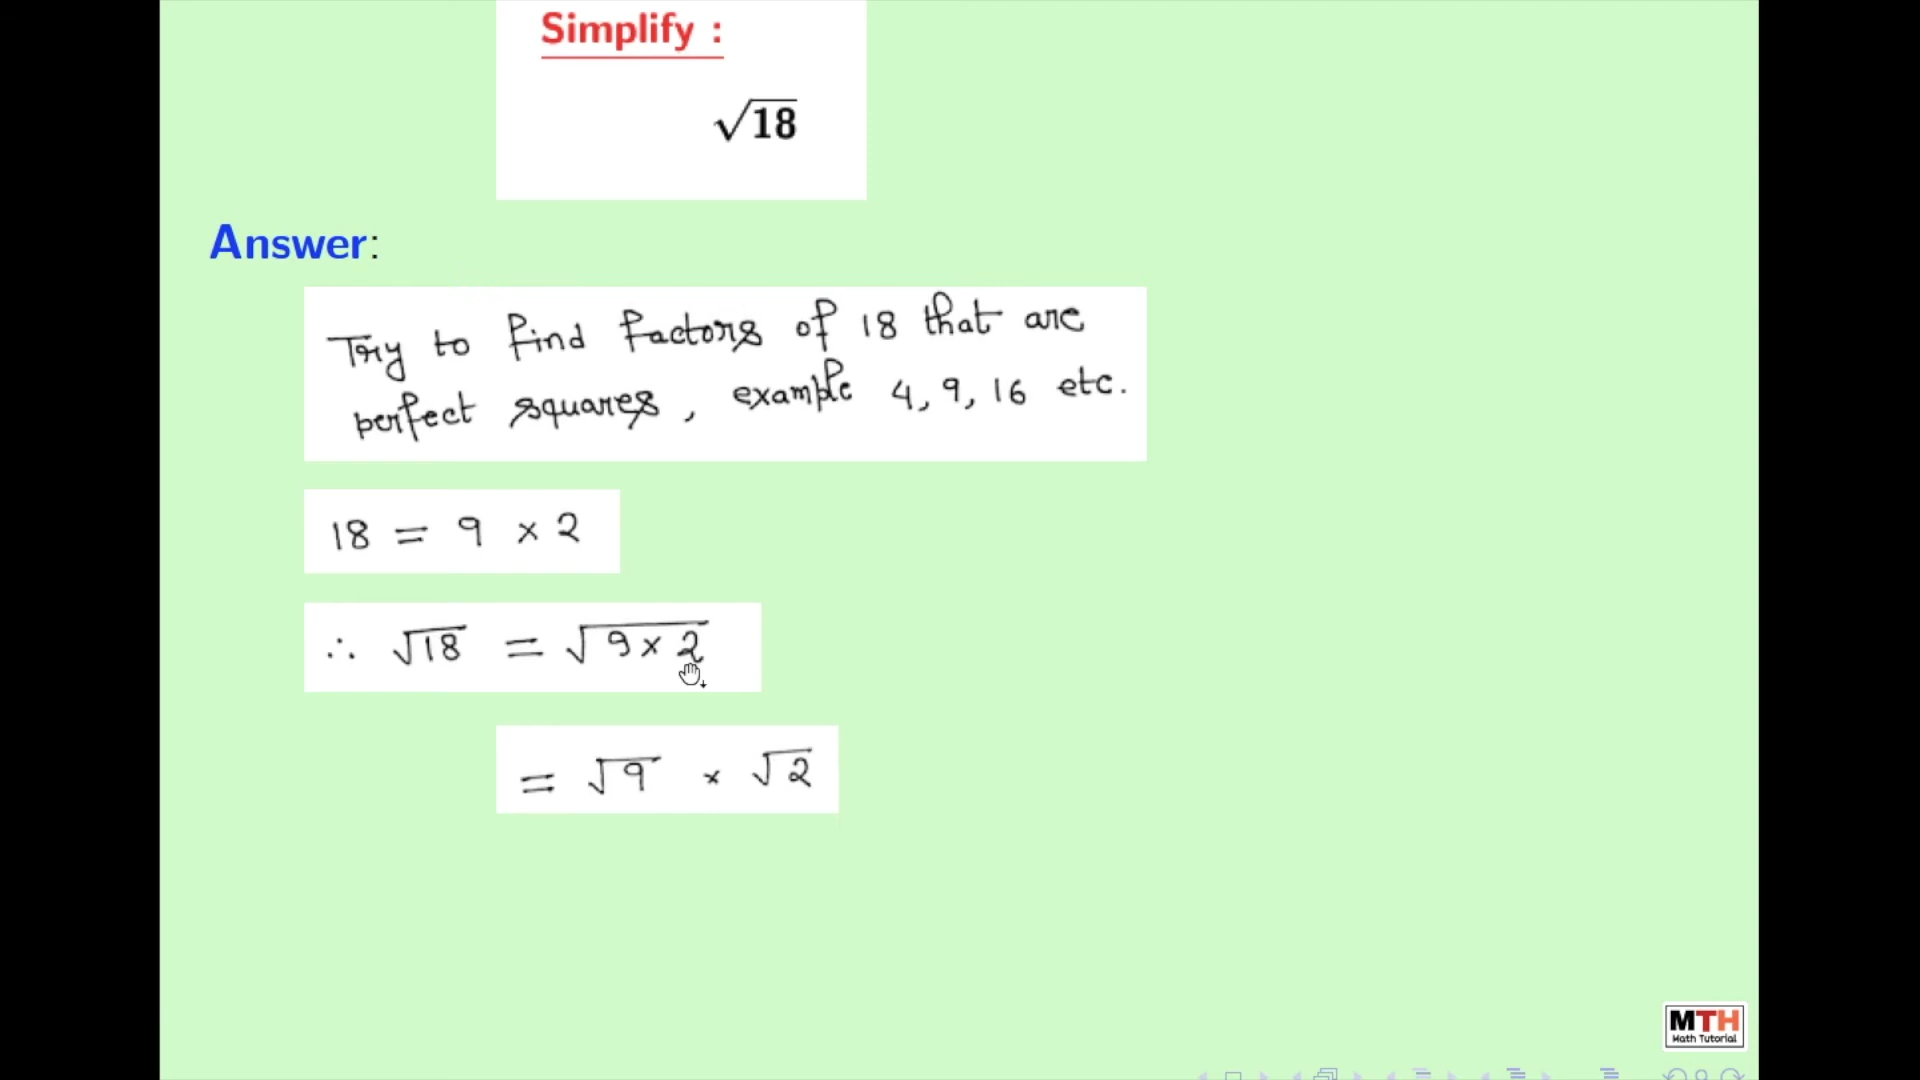 Simplify :
√18
Answer:
Try to find factors of 18 that are
perfect squares, example 4, 9, 16 etc.
18 = 9 × 2
∴ √18 = √9 × 2
= √9 × √2
MTH
Math Tutorial